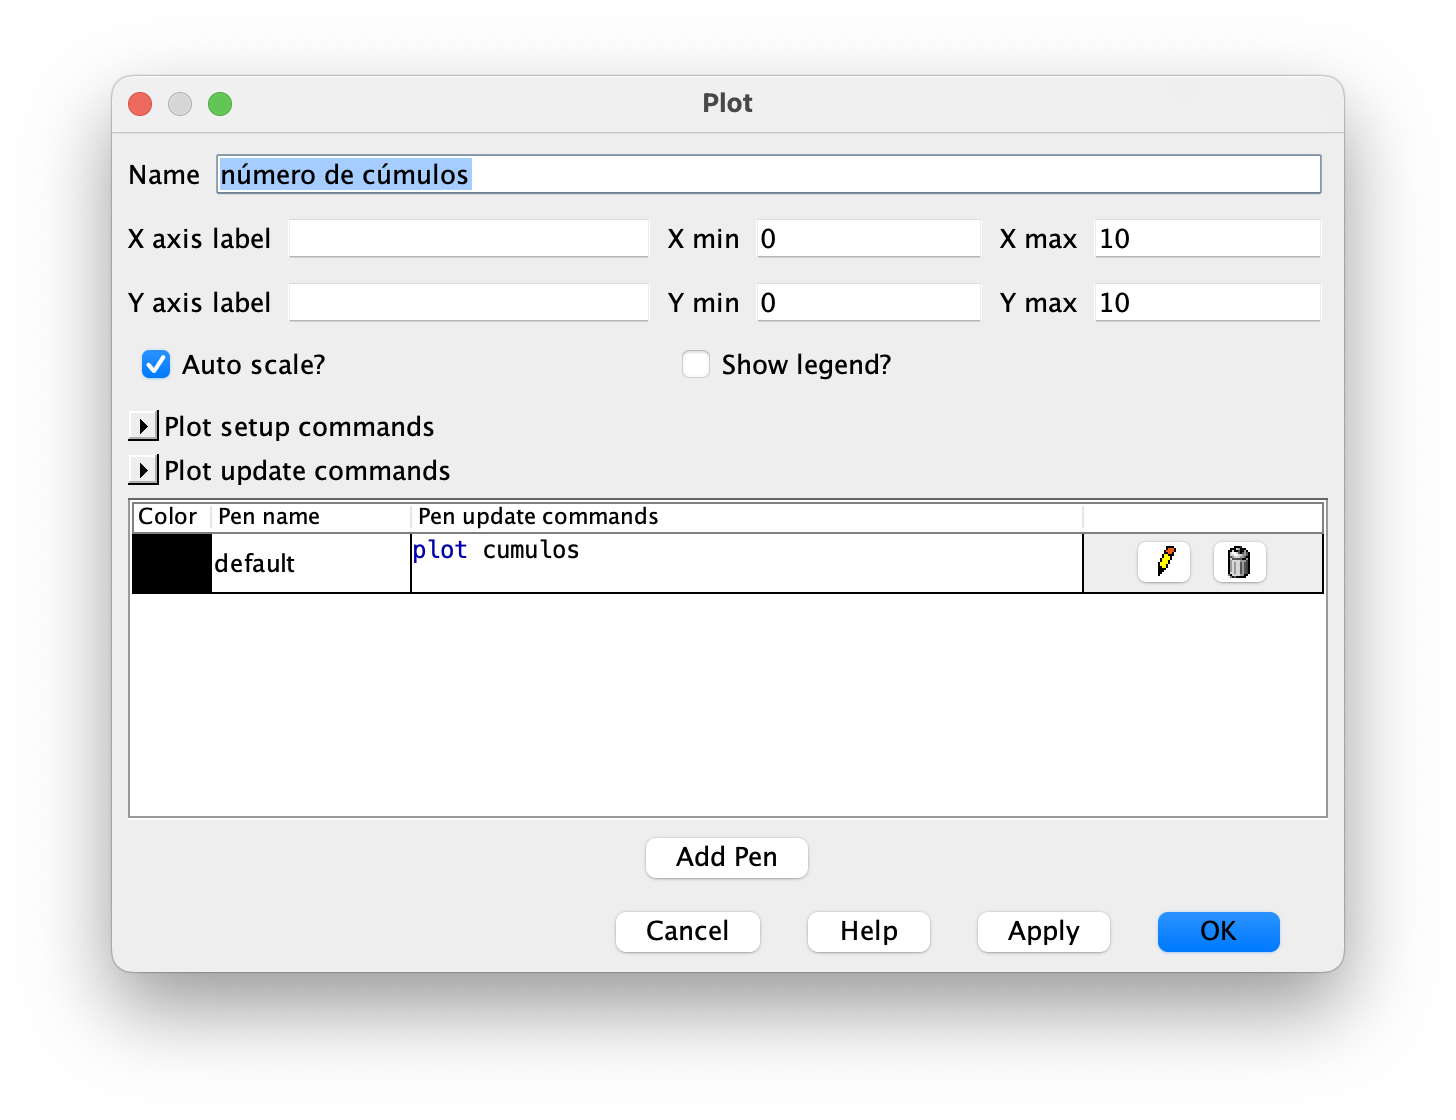 Plot
Name número de cúmulos
X axis label X min 0 X max 10
Y axis label Y min 0 Y max 10
Auto scale? Show legend?
Plot setup commands
Plot update commands
Color Pen name Pen update commands
default plot cumulos
Add Pen
Cancel Help Apply OK